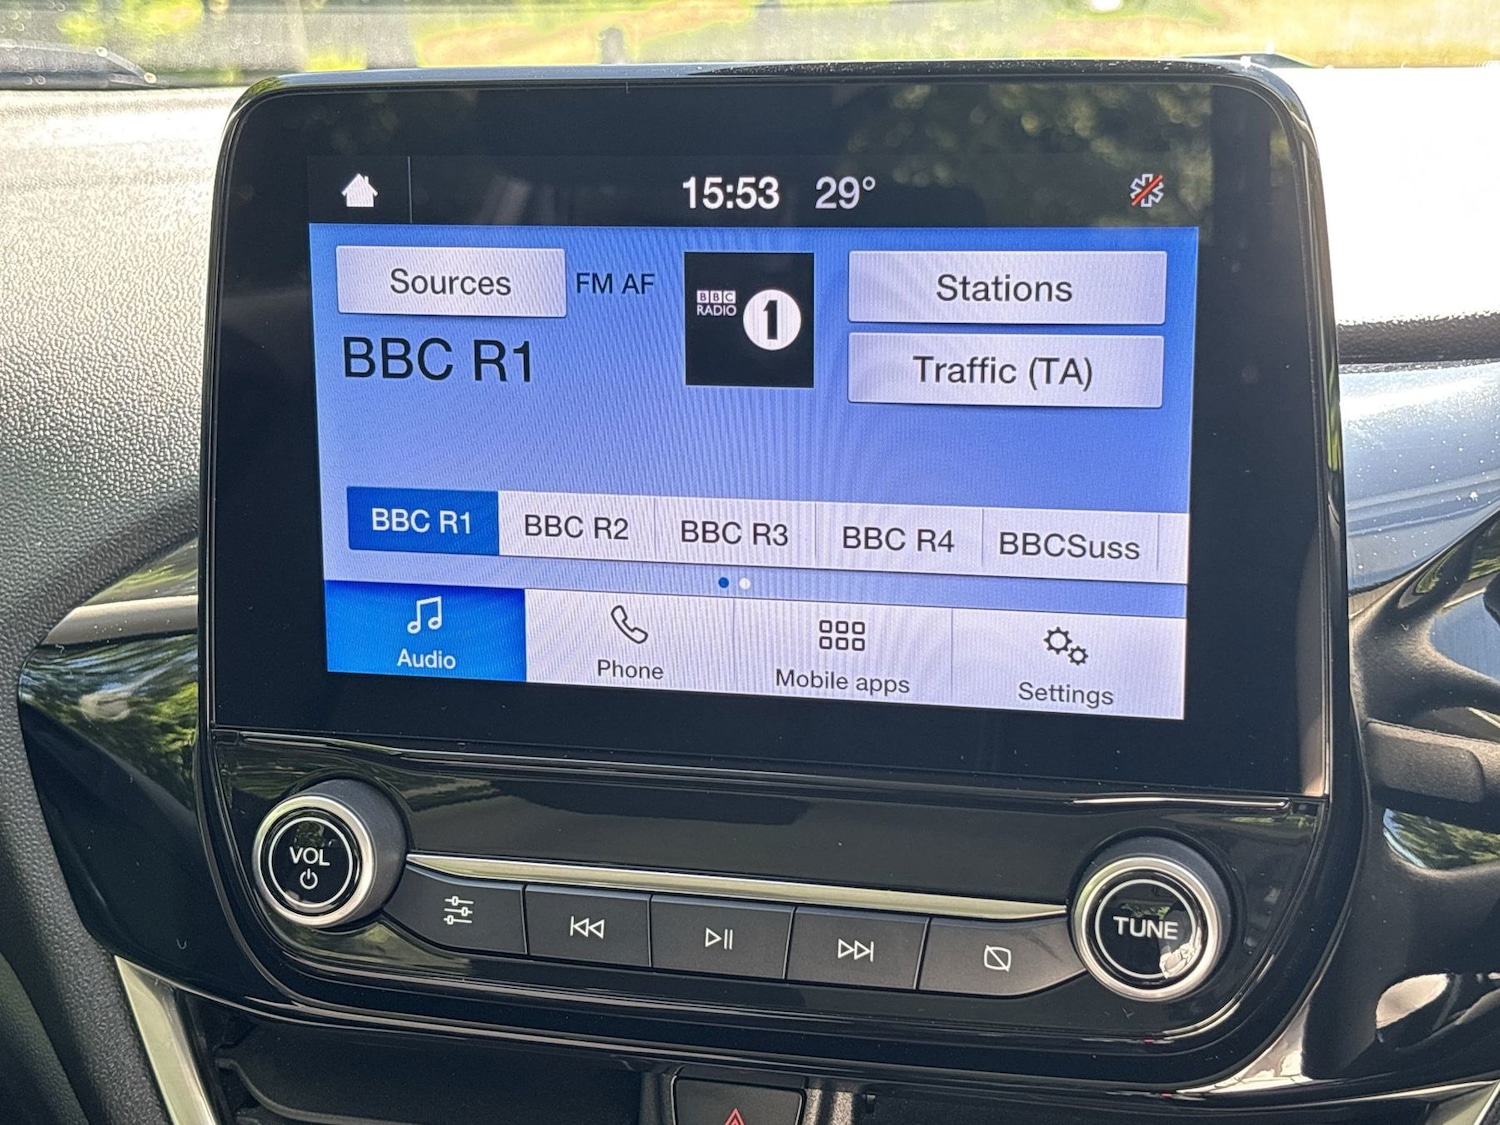 15:53 29°
Sources
FM AF
BBC RADIO 1
Stations
BBC R1
Traffic (TA)
BBC R1
BBC R2
BBC R3
BBC R4
BBCSuss
Audio
Phone
Mobile apps
Settings
VOL
TUNE